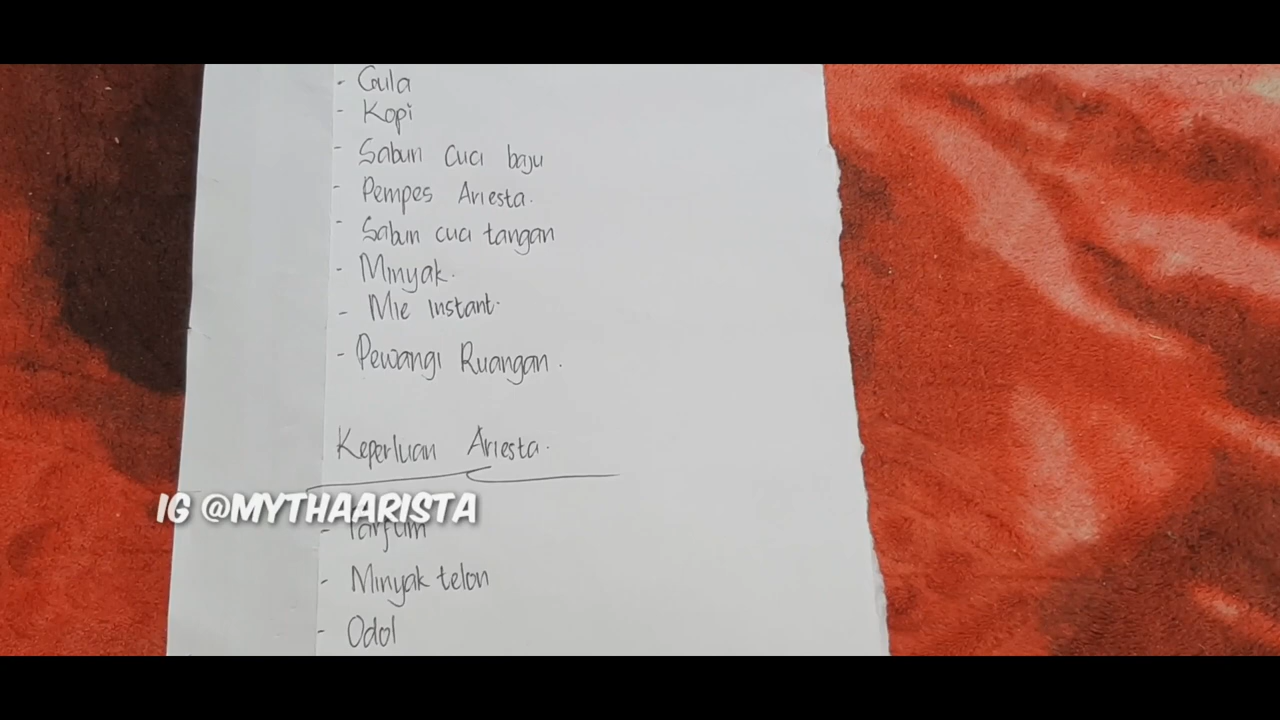 - Gula
- Kopi
- Sabun cuci baju
- Pempes Ariesta.
- Sabun cuci tangan
- Minyak.
- Mie Instant.
- Pewangi Ruangan.
Keperluan Ariesta.
IG @MYTHAARISTA
- Parfum
- Minyak telon
- Odol